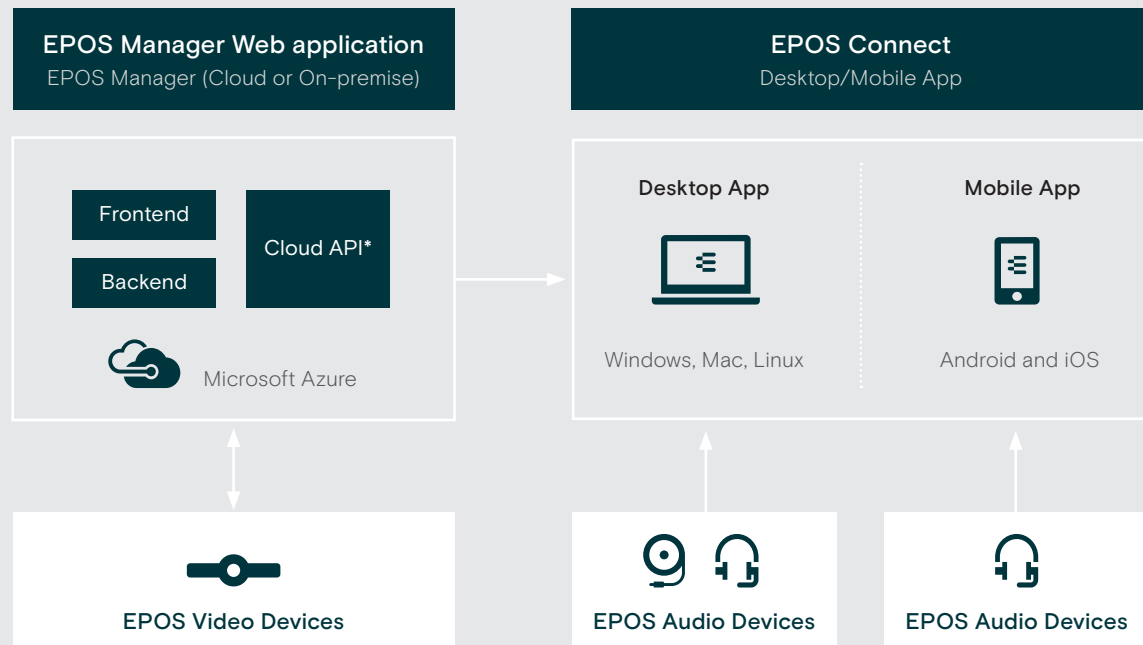 EPOS Manager Web application
EPOS Manager (Cloud or On-premise)
Frontend
Backend
Cloud API*
Microsoft Azure
EPOS Video Devices
EPOS Connect
Desktop/Mobile App
Desktop App
Windows, Mac, Linux
Mobile App
Android and iOS
EPOS Audio Devices
EPOS Audio Devices